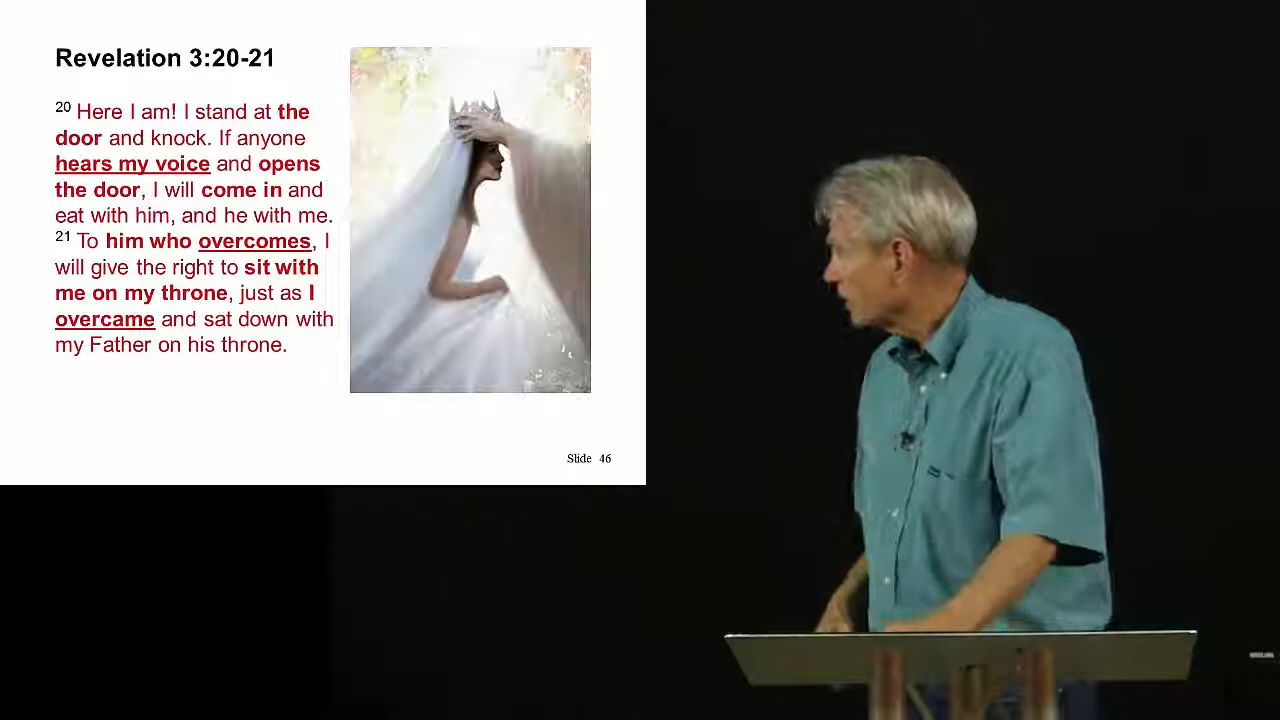 Revelation 3:20-21
20 Here I am! I stand at the
door and knock. If anyone
hears my voice and opens
the door, I will come in and
eat with him, and he with me.
21 To him who overcomes, I
will give the right to sit with
me on my throne, just as I
overcame and sat down with
my Father on his throne.
Slide 46